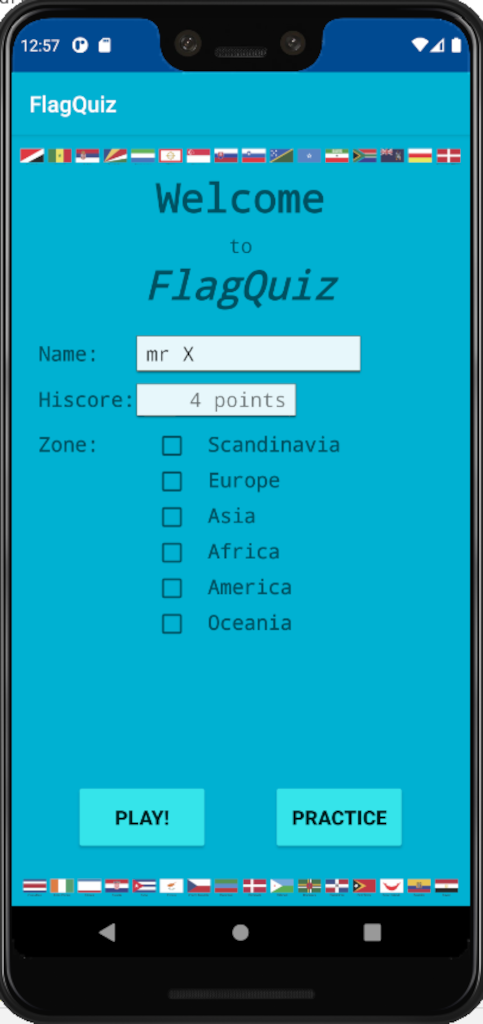 12:57
FlagQuiz
Welcome
to
FlagQuiz
Name: mr X
Hiscore: 4 points
Zone: Scandinavia
Europe
Asia
Africa
America
Oceania
PLAY! PRACTICE